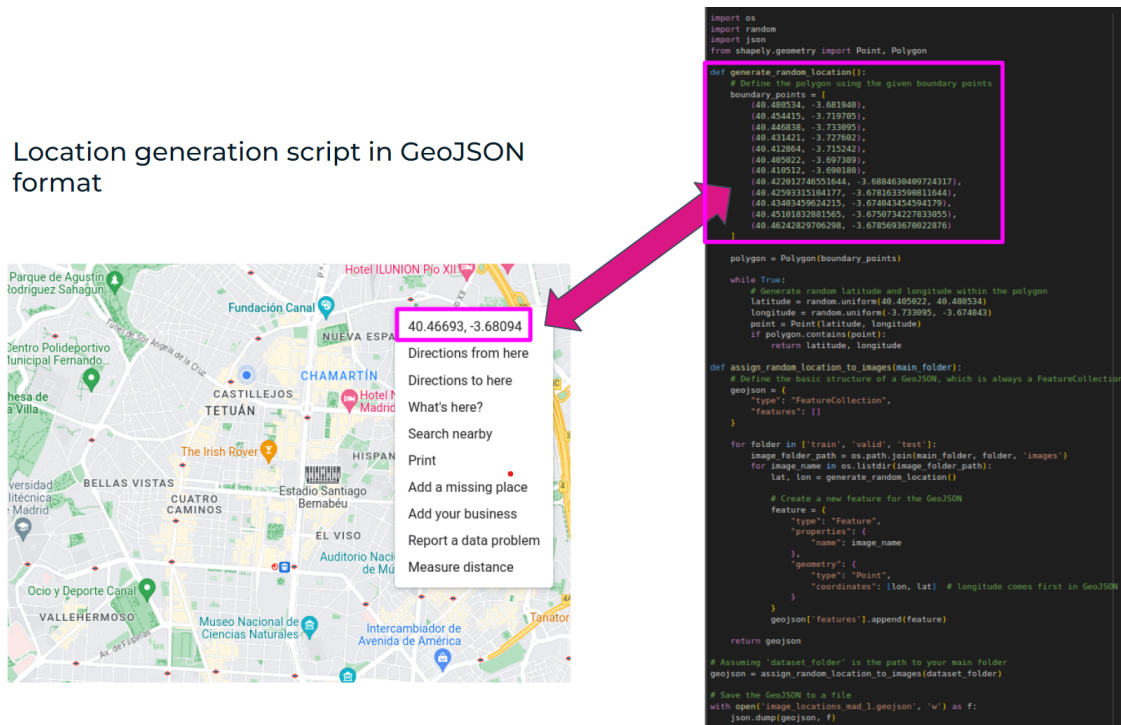 Location generation script in GeoJSON
format
Parque de Agustín
Rodríguez Sahagún
Hotel ILUNION Pío XII
Fundación Canal
NUEVA ESPA
40.46693, -3.68094
Túnel de Sor Ángela de la Cruz
Centro Polideportivo
Municipal Fernando...
Directions from here
CHAMARTÍN
Directions to here
CASTILLEJOS
Hotel N
Madrid
TETUÁN
What's here?
The Irish Rover
Search nearby
HISPAN
Print
BELLAS VISTAS
Estadio Santiago
Bernabéu
Add a missing place
CUATRO
CAMINOS
Add your business
EL VISO
Report a data problem
Auditorio Naci
de Mú
Measure distance
Ocio y Deporte Canal
VALLEHERMOSO
Museo Nacional de
Ciencias Naturales
Intercambiador de
Avenida de América
Av. de Filipinas
import os
import random
import json
from shapely.geometry import Point, Polygon
def generate_random_location():
# Define the polygon using the given boundary points
boundary_points = [
(40.480534, -3.681940),
(40.454415, -3.719705),
(40.446838, -3.733095),
(40.431421, -3.727602),
(40.412864, -3.715242),
(40.405022, -3.697389),
(40.410512, -3.690180),
(40.422012746551644, -3.6884630409724317),
(40.42593315104177, -3.6781633590811644),
(40.43403459624215, -3.674043454594179),
(40.45101832881565, -3.6750734227833055),
(40.46242829706298, -3.6785693670022876)
]
polygon = Polygon(boundary_points)
while True:
# Generate random latitude and longitude within the polygon
latitude = random.uniform(40.405022, 40.480534)
longitude = random.uniform(-3.733095, -3.674043)
point = Point(latitude, longitude)
if polygon.contains(point):
return latitude, longitude
def assign_random_location_to_images(main_folder):
# Define the basic structure of a GeoJSON, which is always a FeatureCollection
geojson = {
"type": "FeatureCollection",
"features": []
}
for folder in ['train', 'valid', 'test']:
image_folder_path = os.path.join(main_folder, folder, 'images')
for image_name in os.listdir(image_folder_path):
lat, lon = generate_random_location()
# Create a new feature for the GeoJSON
feature = {
"type": "Feature",
"properties": {
"name": image_name
},
"geometry": {
"type": "Point",
"coordinates": [lon, lat] # longitude comes first in GeoJSON
}
}
geojson['features'].append(feature)
return geojson
# Assuming 'dataset_folder' is the path to your main folder
geojson = assign_random_location_to_images(dataset_folder)
# Save the GeoJSON to a file
with open('image_locations_mad_1.geojson', 'w') as f:
json.dump(geojson, f)